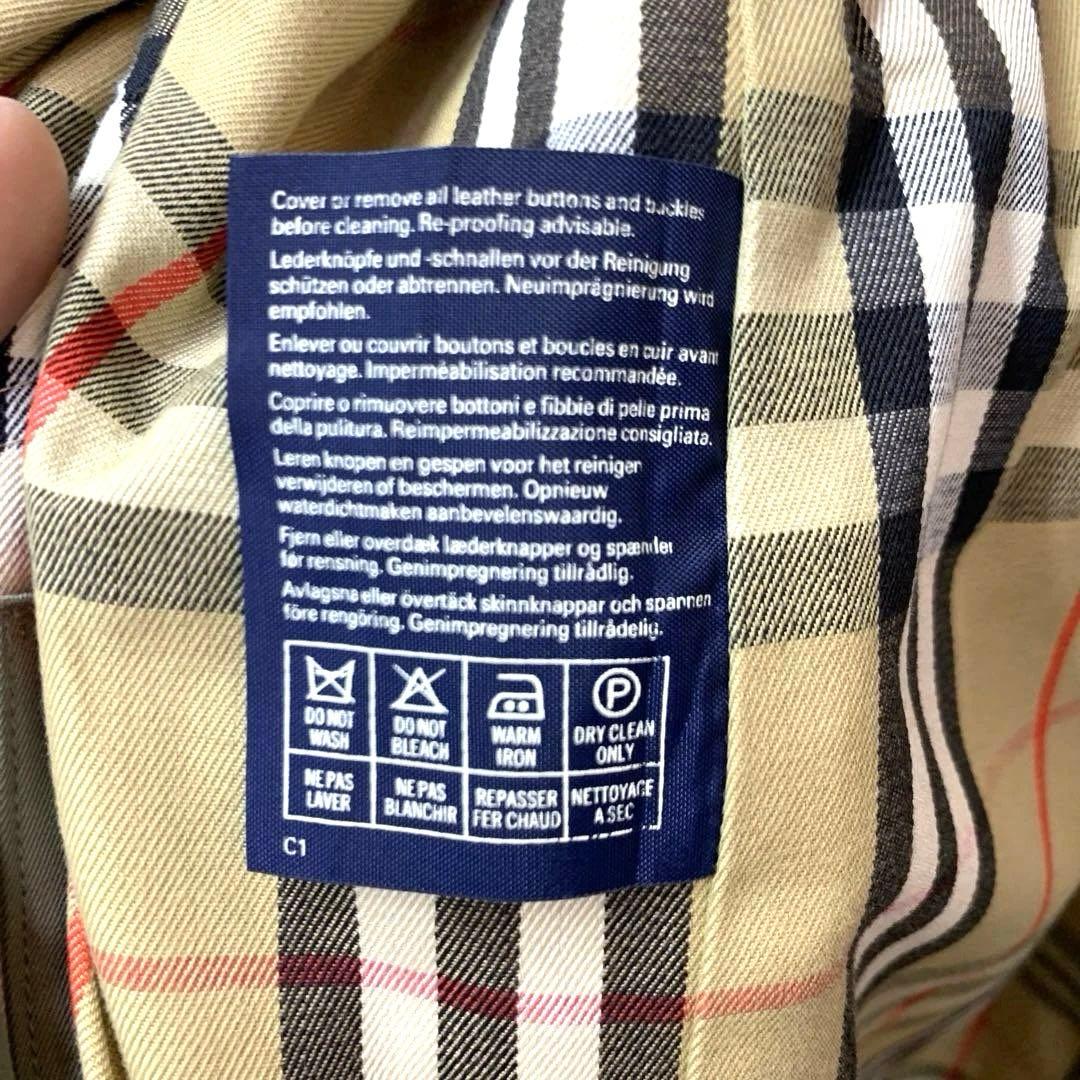 Cover or remove all leather buttons and buckles
before cleaning. Re-proofing advisable.
Lederknöpfe und -schnallen vor der Reinigung
schützen oder abtrennen. Neuimprägnierung wird
empfohlen.
Enlever ou couvrir boutons et boucles en cuir avant
nettoyage. Imperméabilisation recommandée.
Coprire o rimuovere bottoni e fibbie di pelle prima
della pulitura. Reimpermeabilizzazione consigliata.
Leren knopen en gespen voor het reiniger
verwijderen of beschermen. Opnieuw
waterdichtmaken aanbevelenswaardig.
Fjern eller overdæk læderknapper og spænder
før rensning. Genimpregnering tillrådlig.
Avlagsna eller övertäck skinnknappar och spannen
före rengöring. Genimpregnering tillrådelig.
P
DO NOT WASH DO NOT BLEACH WARM IRON DRY CLEAN ONLY
NE PAS LAVER NE PAS BLANCHIR REPASSER FER CHAUD NETTOYAGE A SEC
C1